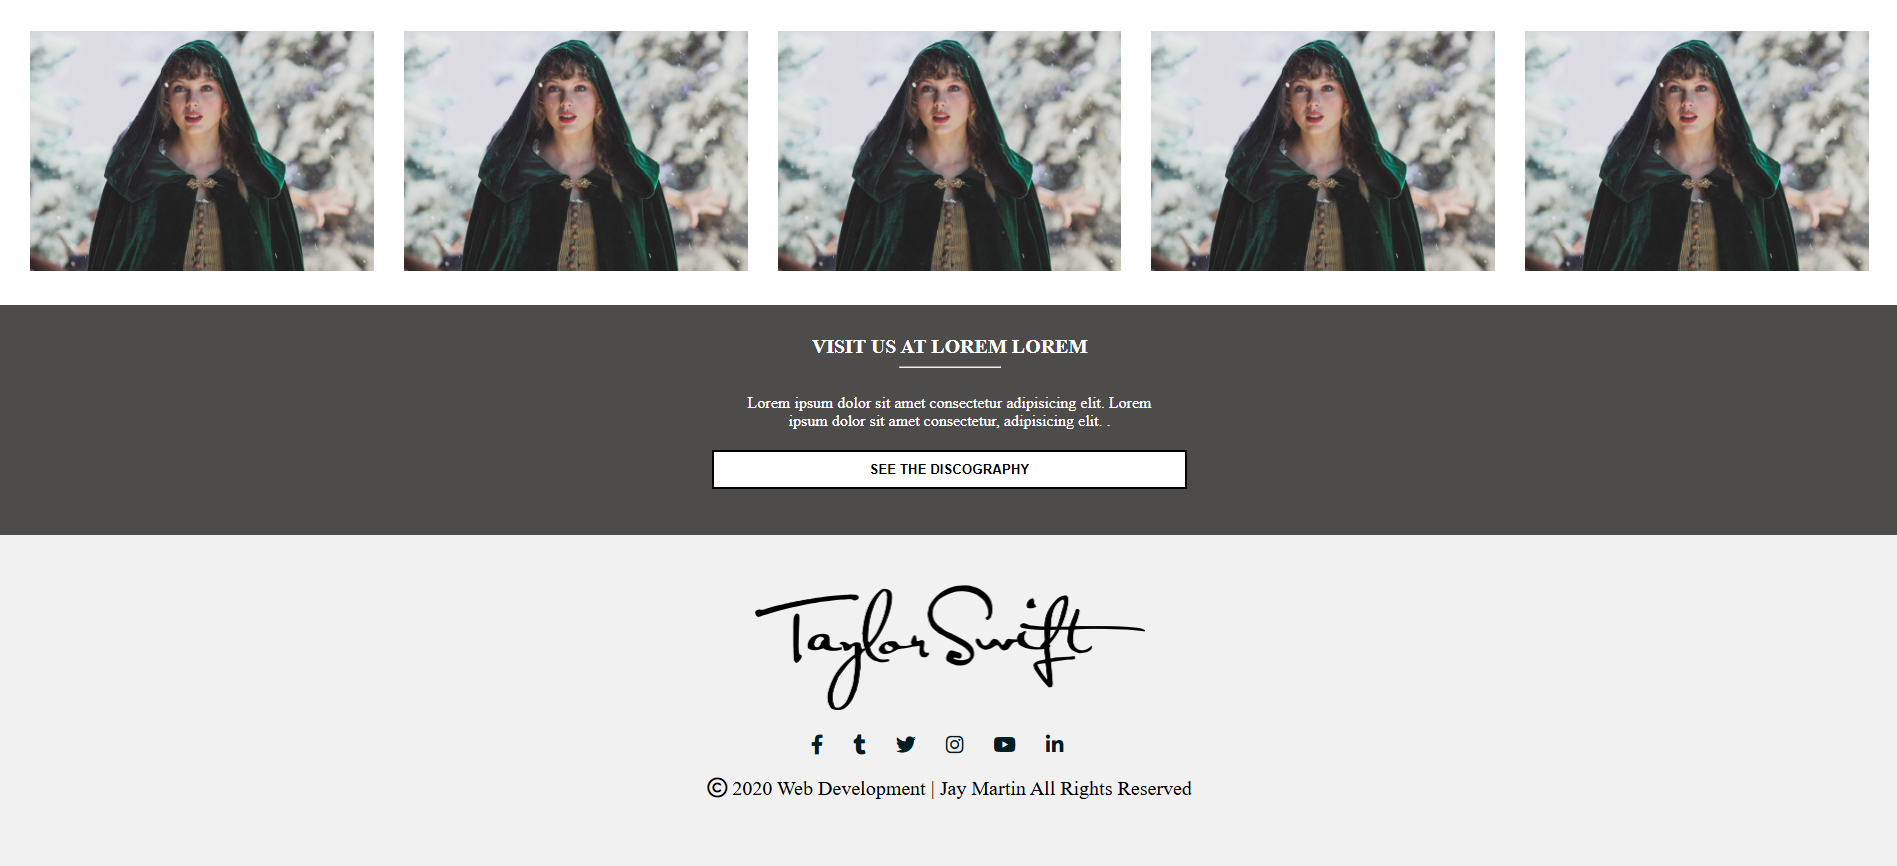 VISIT US AT LOREM LOREM
Lorem ipsum dolor sit amet consectetur adipisicing elit. Lorem
ipsum dolor sit amet consectetur, adipisicing elit. .
SEE THE DISCOGRAPHY
Taylor Swift
© 2020 Web Development | Jay Martin All Rights Reserved